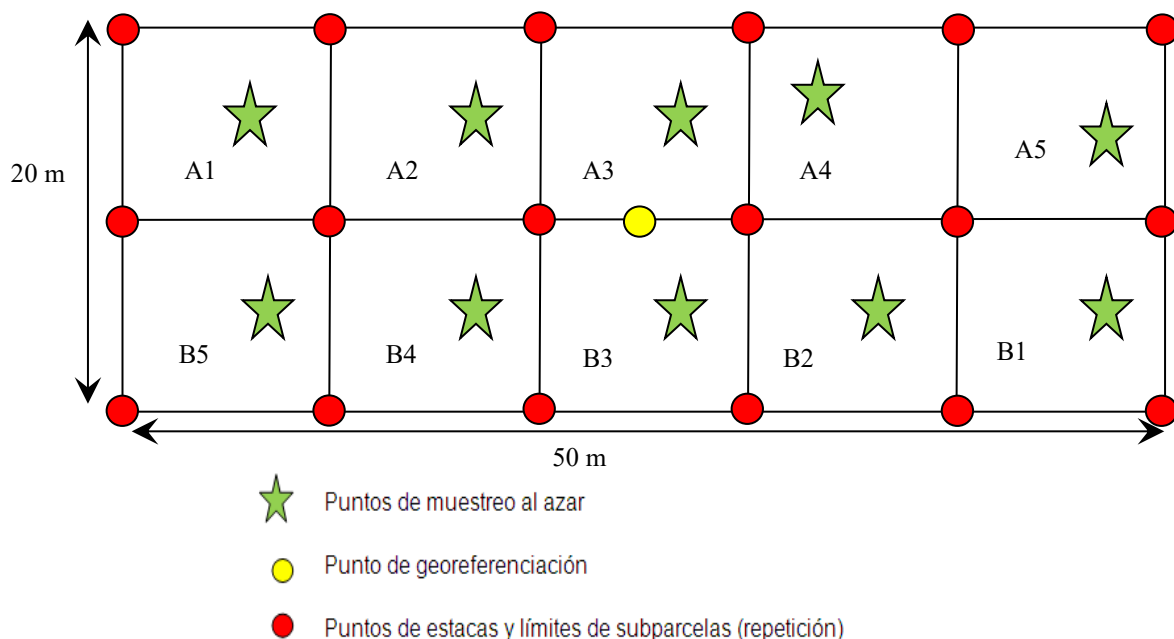 A1
A2
A3
A4
A5
20 m
B5
B4
B3
B2
B1
50 m
Puntos de muestreo al azar
Punto de georeferenciación
Puntos de estacas y límites de subparcelas (repetición)